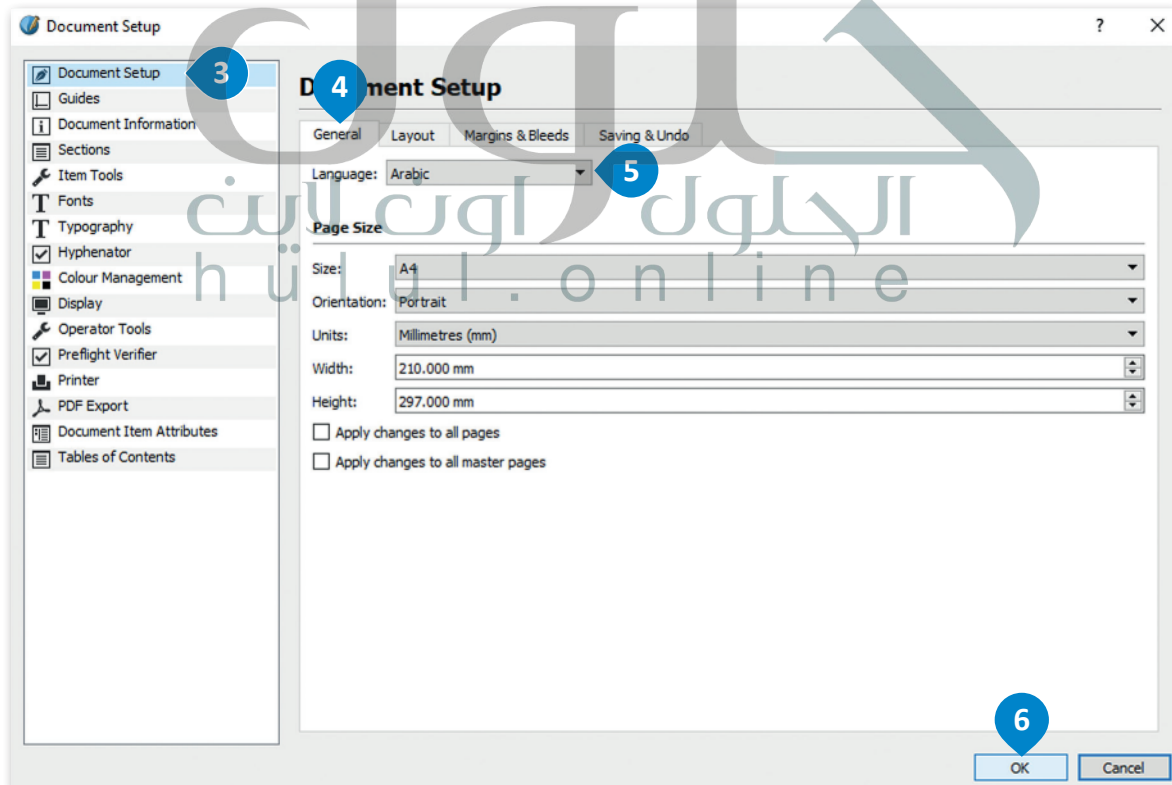 Document Setup
?
Document Setup
3
Guides
Document Information
Sections
Item Tools
Fonts
Typography
Hyphenator
Colour Management
Display
Operator Tools
Preflight Verifier
Printer
PDF Export
Document Item Attributes
Tables of Contents
Document Setup
4
General Layout Margins & Bleeds Saving & Undo
Language: Arabic
5
Page Size
Size: A4
Orientation: Portrait
Units: Millimetres (mm)
Width: 210.000 mm
Height: 297.000 mm
Apply changes to all pages
Apply changes to all master pages
6
OK Cancel
حلول
الحلول اون لاين
hulul.online